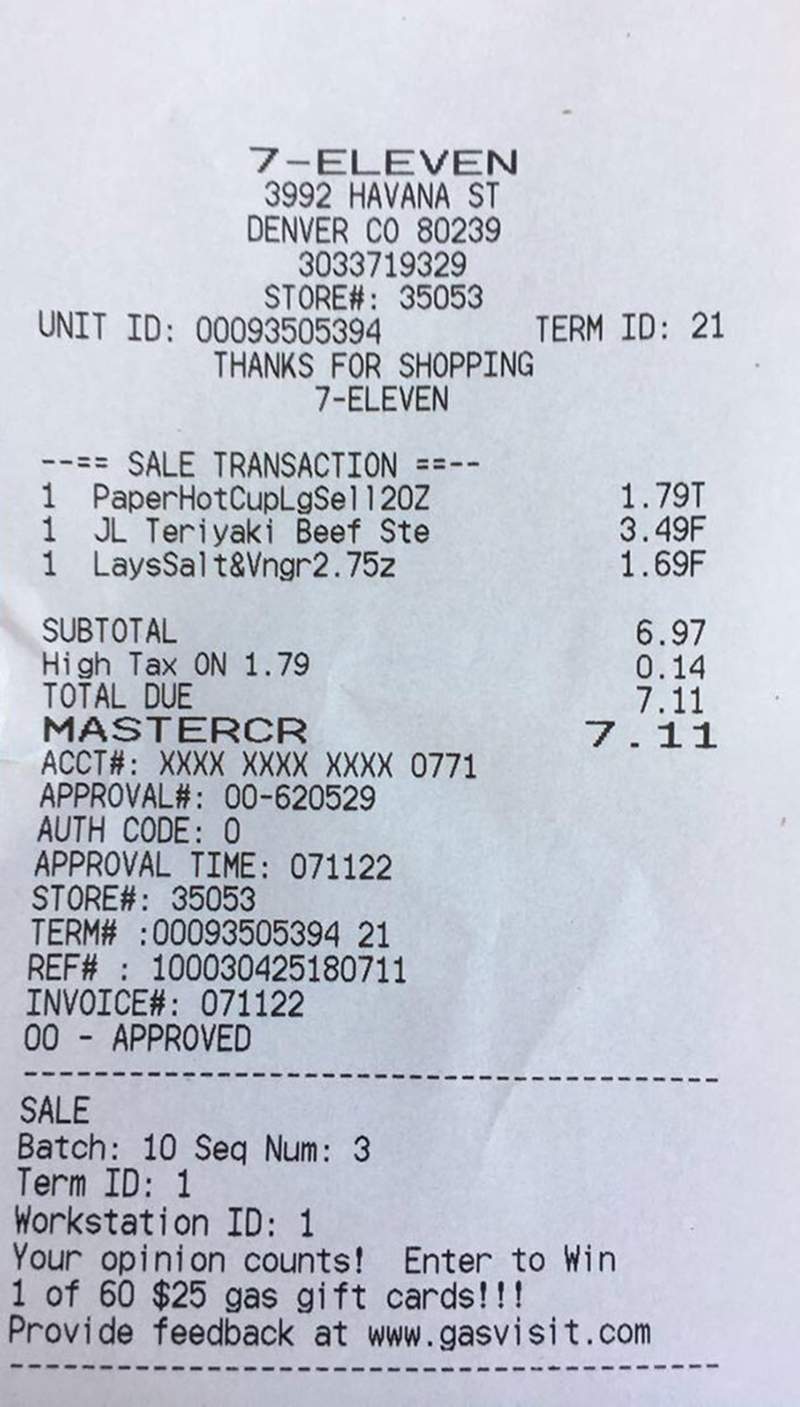 7-ELEVEN
3992 HAVANA ST
DENVER CO 80239
3033719329
STORE#: 35053
UNIT ID: 00093505394 TERM ID: 21
THANKS FOR SHOPPING
7-ELEVEN
--== SALE TRANSACTION ==--
1 PaperHotCupLgSell20Z 1.79T
1 JL Teriyaki Beef Ste 3.49F
1 LaysSalt&Vngr2.75z 1.69F
SUBTOTAL 6.97
High Tax ON 1.79 0.14
TOTAL DUE 7.11
MASTERCR 7.11
ACCT#: XXXX XXXX XXXX 0771
APPROVAL#: 00-620529
AUTH CODE: 0
APPROVAL TIME: 071122
STORE#: 35053
TERM# :00093505394 21
REF# : 100030425180711
INVOICE#: 071122
00 - APPROVED
----------------------------------------
SALE
Batch: 10 Seq Num: 3
Term ID: 1
Workstation ID: 1
Your opinion counts! Enter to Win
1 of 60 $25 gas gift cards!!!
Provide feedback at www.gasvisit.com
----------------------------------------